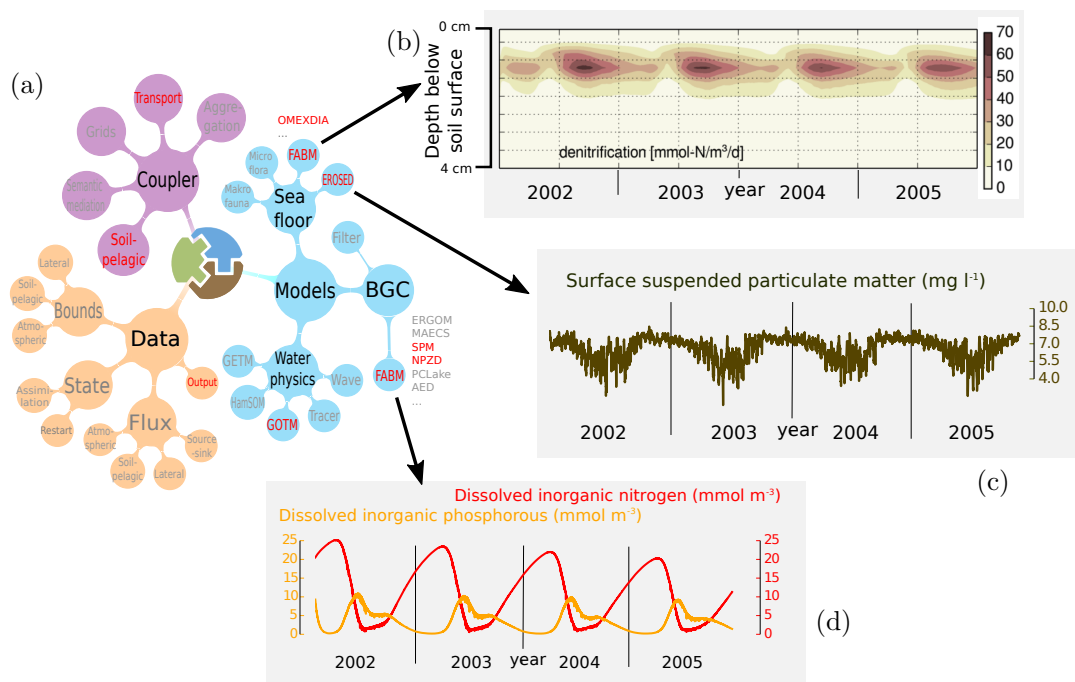 (a)
Transport
Grids
Aggre-
gation
Coupler
Semantic
mediation
Soil-
pelagic
OMEXDIA
...
Micro
flora
FABM
EROSED
Makro
fauna
Sea
floor
Filter
Models
BGC
Lateral
Soil-
pelagic
Bounds
Atmo-
spheric
Data
State
Output
Assimi-
lation
Restart
Flux
Atmo-
spheric
Source
-sink
Soil-
pelagic
Lateral
GETM
Water
physics
Wave
HamSOM
GOTM
Tracer
FABM
ERGOM
MAECS
SPM
NPZD
PCLake
AED
...
(b)
0 cm
Depth below
soil surface
4 cm
denitrification [mmol-N/m³/d]
2002
2003
year
2004
2005
70
60
50
40
30
20
10
0
Surface suspended particulate matter (mg l⁻¹)
10.0
8.5
7.0
5.5
4.0
2002
2003
year
2004
2005
(c)
Dissolved inorganic nitrogen (mmol m⁻³)
Dissolved inorganic phosphorous (mmol m⁻³)
25
20
15
10
5
0
25
20
15
10
5
0
2002
2003
year
2004
2005
(d)